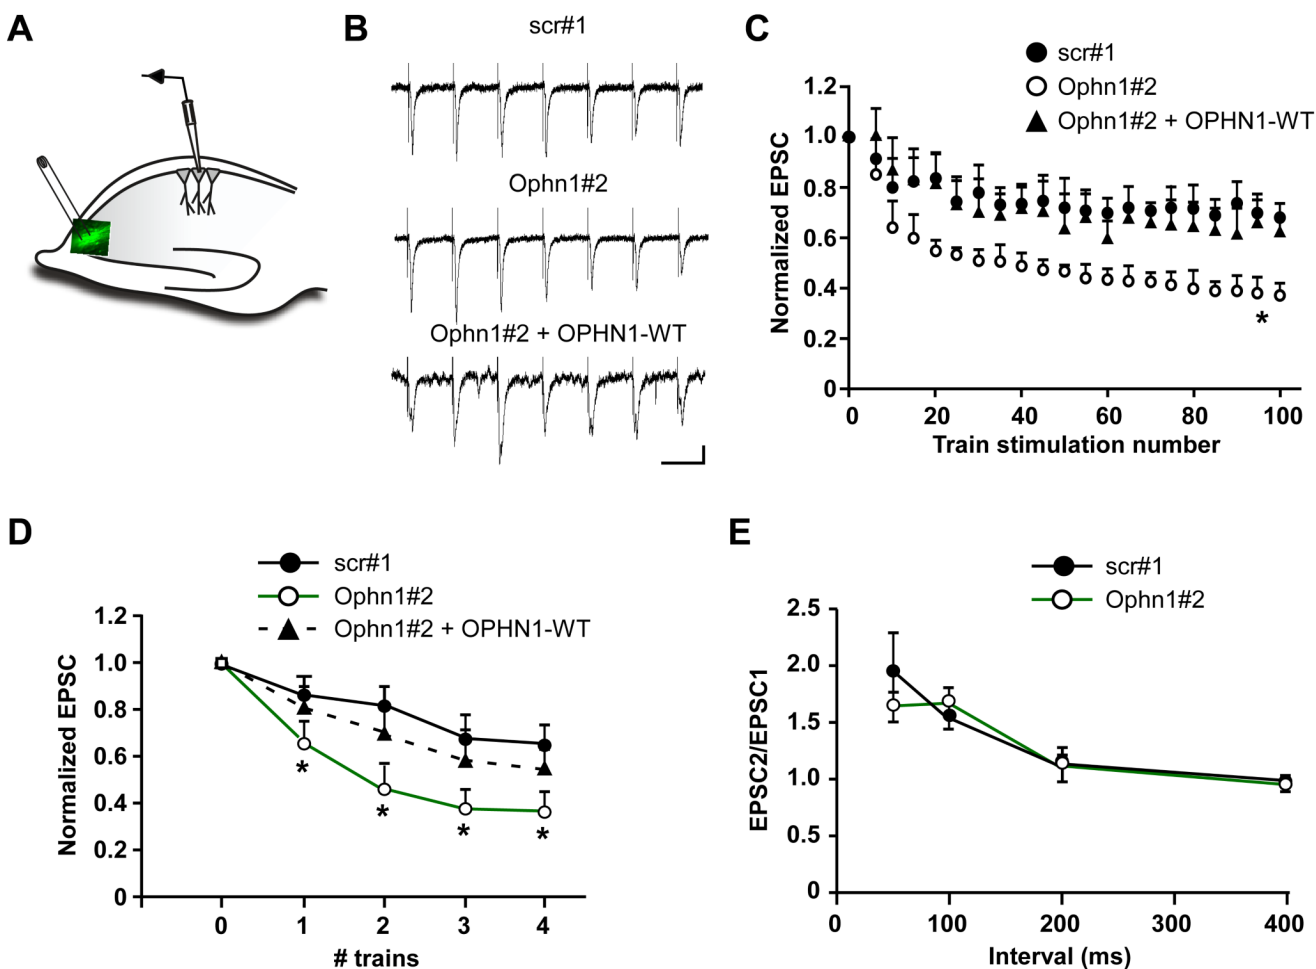 A
B
scr#1
Ophn1#2
Ophn1#2 + OPHN1-WT
C
scr#1
Ophn1#2
Ophn1#2 + OPHN1-WT
Normalized EPSC
1.2
1.0
0.8
0.6
0.4
0.2
0
*
0 20 40 60 80 100
Train stimulation number
D
scr#1
Ophn1#2
Ophn1#2 + OPHN1-WT
Normalized EPSC
1.2
1.0
0.8
0.6
0.4
0.2
0
* * * *
0 1 2 3 4
# trains
E
scr#1
Ophn1#2
EPSC2/EPSC1
2.5
2.0
1.5
1.0
0.5
0
0 100 200 300 400
Interval (ms)